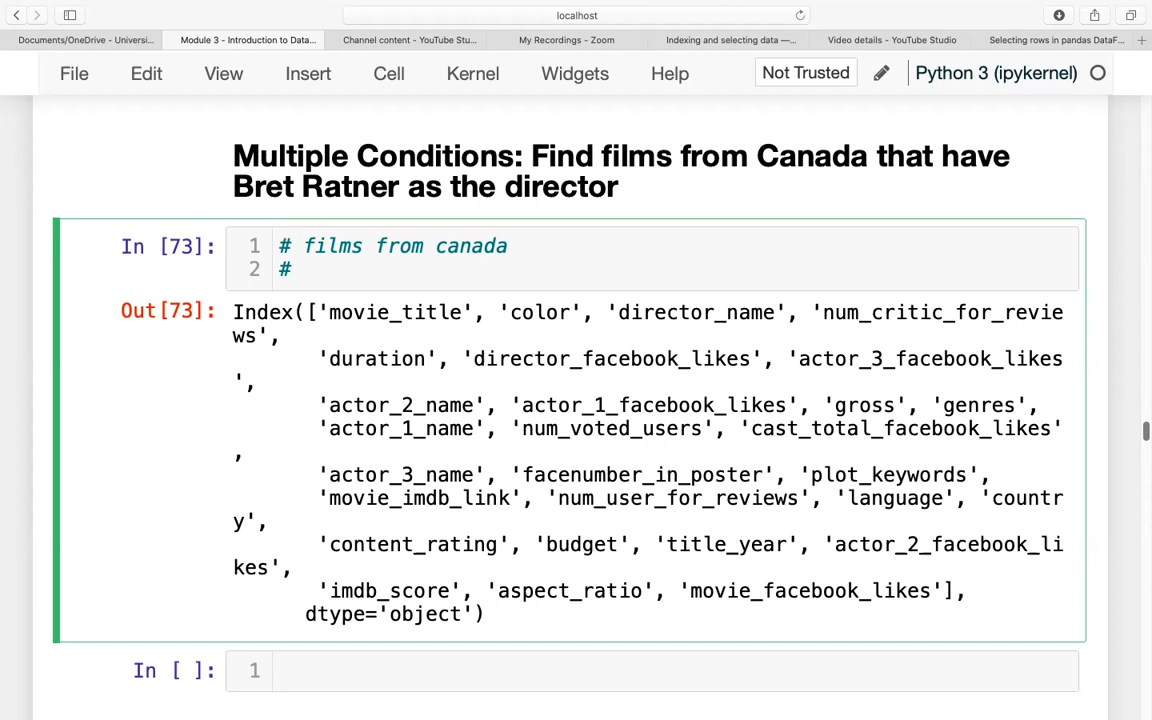 localhost
Documents/OneDrive - Universi... Module 3 - Introduction to Data... Channel content - YouTube Stu... My Recordings - Zoom Indexing and selecting data —... Video details - YouTube Studio Selecting rows in pandas DataF...
File Edit View Insert Cell Kernel Widgets Help Not Trusted Python 3 (ipykernel)
Multiple Conditions: Find films from Canada that have
Bret Ratner as the director
In [73]: 1 # films from canada
2 #
Out[73]: Index(['movie_title', 'color', 'director_name', 'num_critic_for_revie
ws',
'duration', 'director_facebook_likes', 'actor_3_facebook_likes
',
'actor_2_name', 'actor_1_facebook_likes', 'gross', 'genres',
'actor_1_name', 'num_voted_users', 'cast_total_facebook_likes'
,
'actor_3_name', 'facenumber_in_poster', 'plot_keywords',
'movie_imdb_link', 'num_user_for_reviews', 'language', 'countr
y',
'content_rating', 'budget', 'title_year', 'actor_2_facebook_li
kes',
'imdb_score', 'aspect_ratio', 'movie_facebook_likes'],
dtype='object')
In [ ]: 1